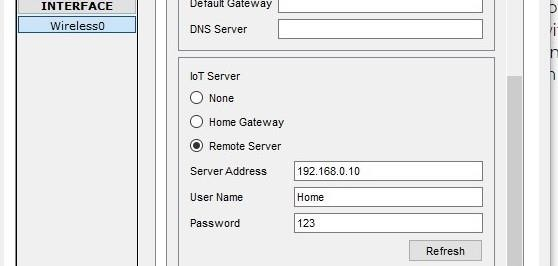 INTERFACE
Wireless0
Default Gateway
DNS Server
IoT Server
None
Home Gateway
Remote Server
Server Address 192.168.0.10
User Name Home
Password 123
Refresh